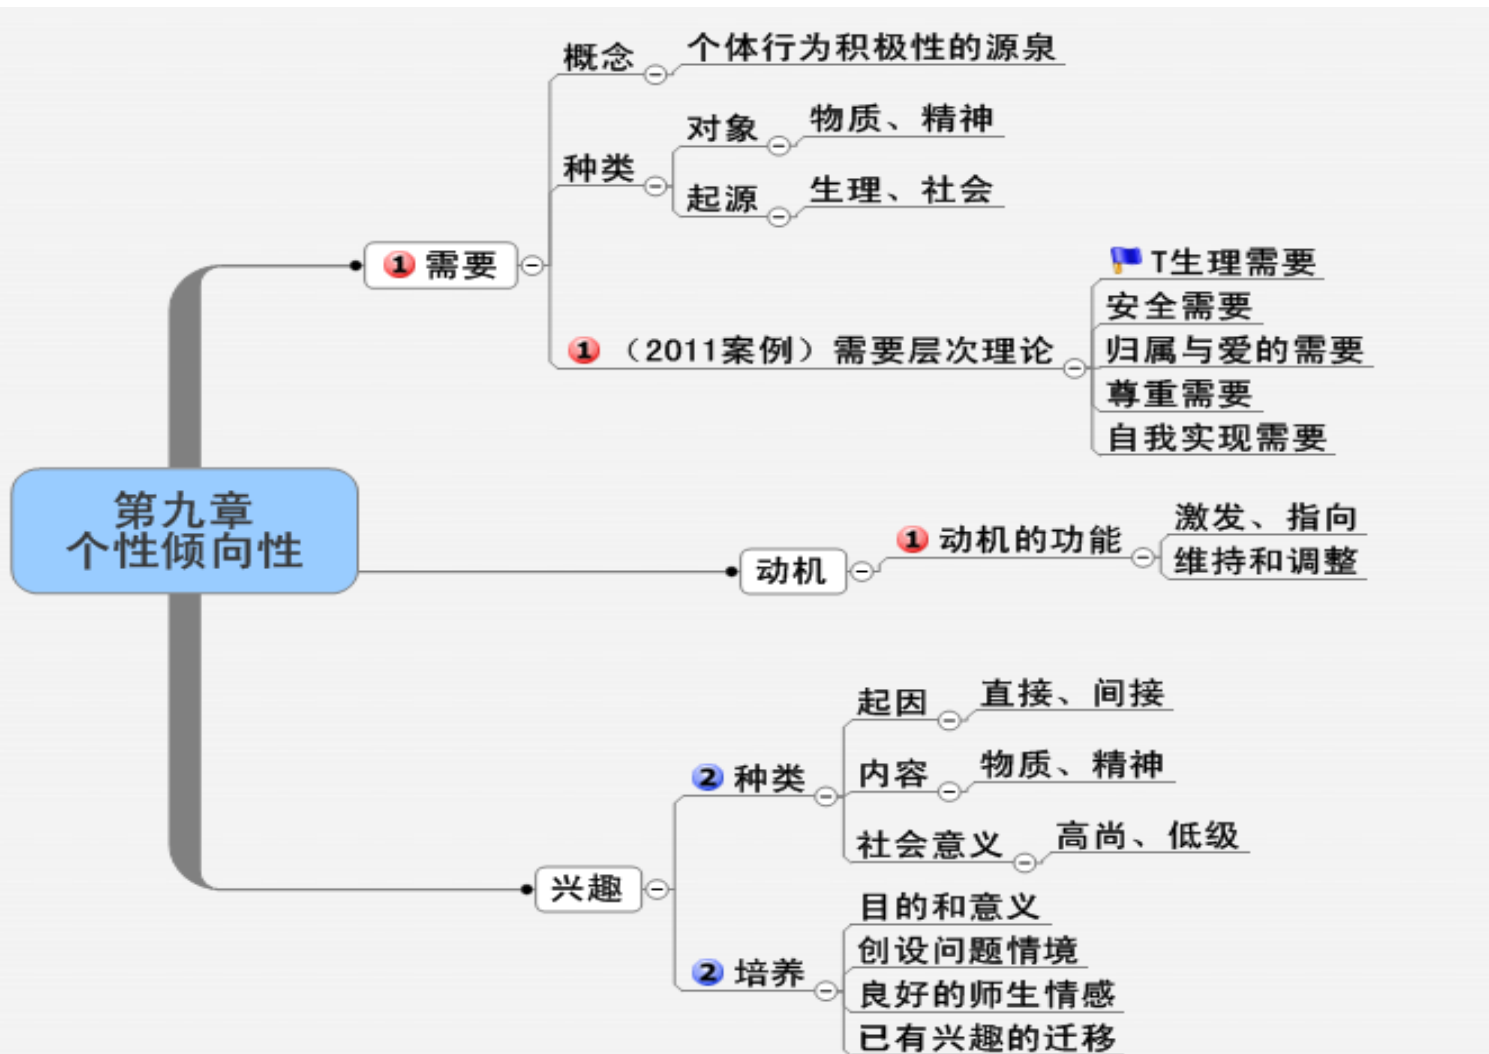 概念
个体行为积极性的源泉
种类
对象
物质、精神
起源
生理、社会
1 需要
1 （2011案例）需要层次理论
T生理需要
安全需要
归属与爱的需要
尊重需要
自我实现需要
第九章
个性倾向性
动机
1 动机的功能
激发、指向
维持和调整
兴趣
2 种类
起因
直接、间接
内容
物质、精神
社会意义
高尚、低级
2 培养
目的和意义
创设问题情境
良好的师生情感
已有兴趣的迁移